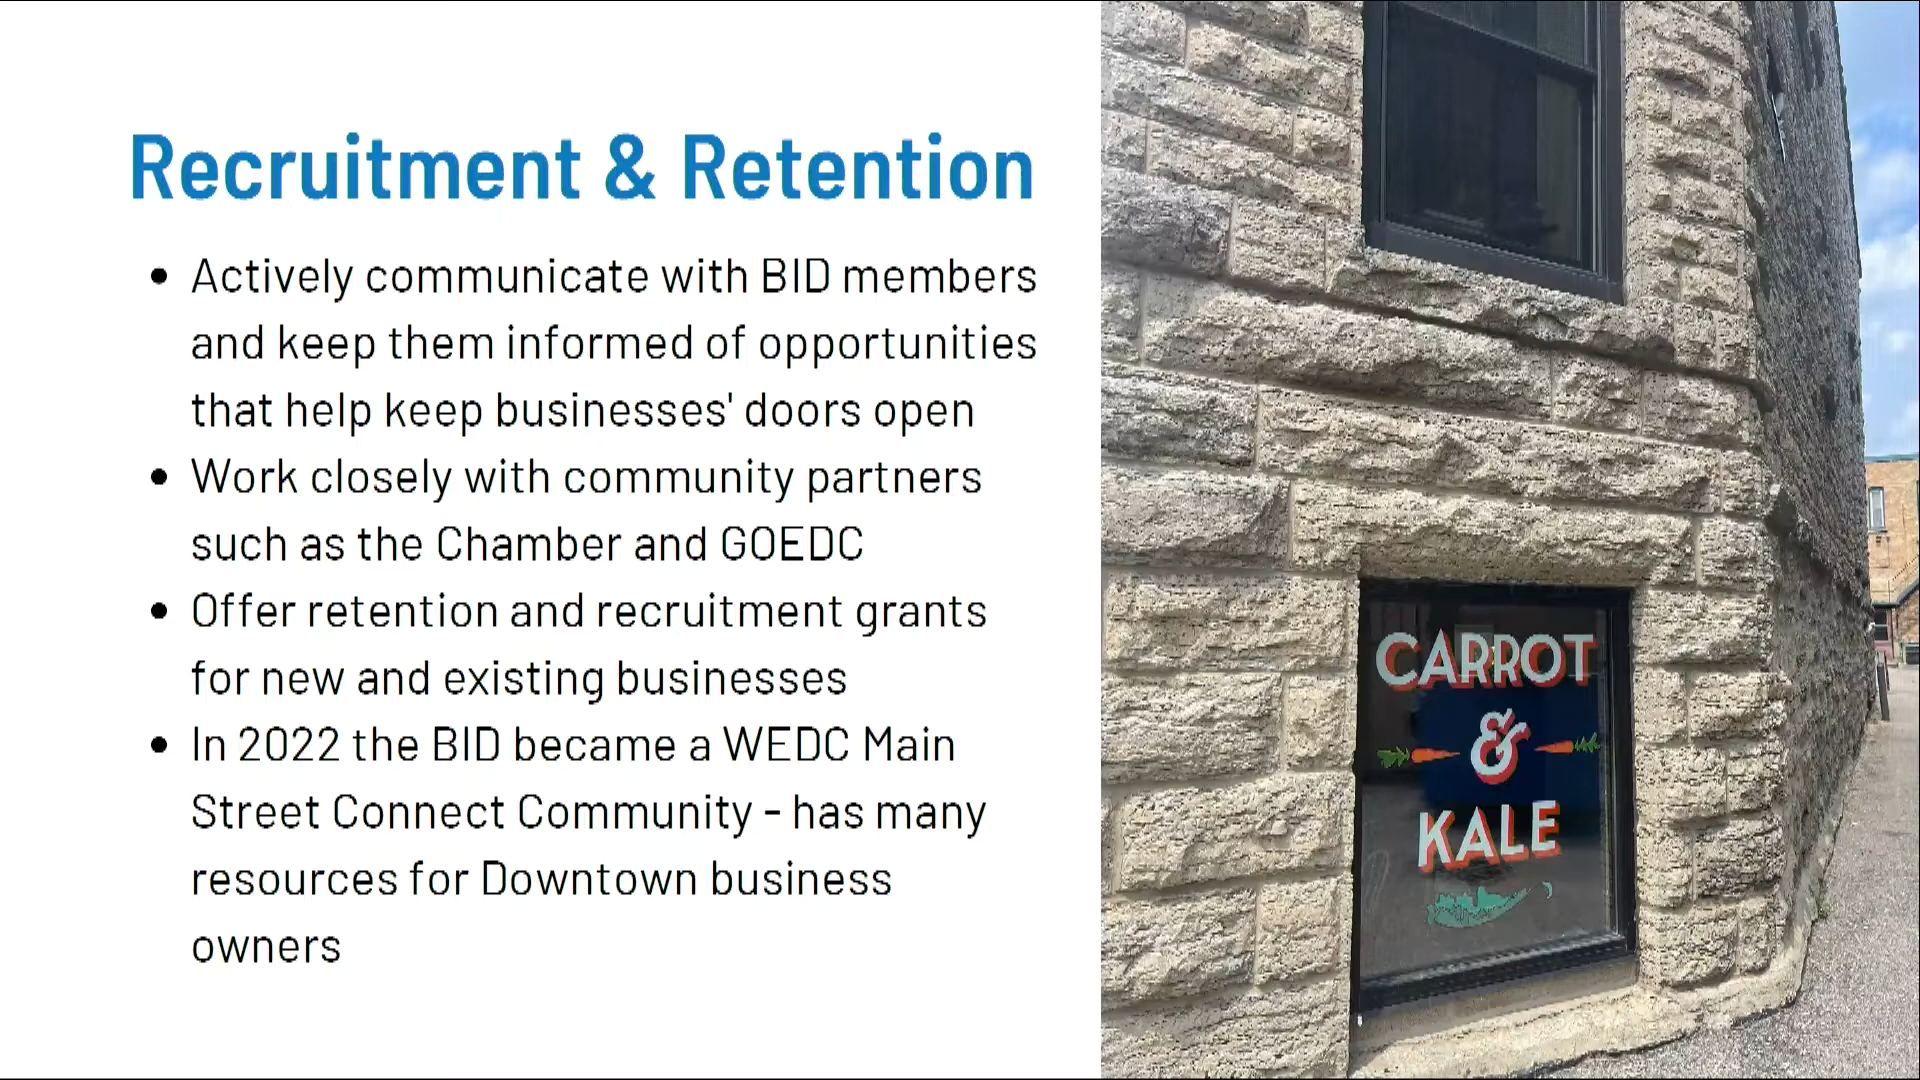 Recruitment & Retention
Actively communicate with BID members
and keep them informed of opportunities
that help keep businesses' doors open
Work closely with community partners
such as the Chamber and GOEDC
Offer retention and recruitment grants
for new and existing businesses
In 2022 the BID became a WEDC Main
Street Connect Community - has many
resources for Downtown business
owners
CARROT
&
KALE